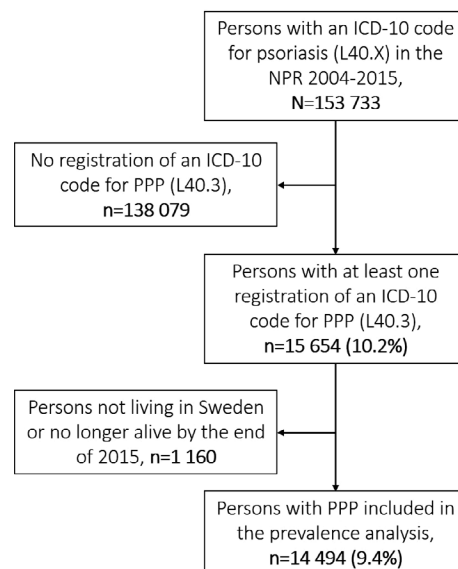 Persons with an ICD-10 code
for psoriasis (L40.X) in the
NPR 2004-2015,
N=153 733
No registration of an ICD-10
code for PPP (L40.3),
n=138 079
Persons with at least one
registration of an ICD-10
code for PPP (L40.3),
n=15 654 (10.2%)
Persons not living in Sweden
or no longer alive by the end
of 2015, n=1 160
Persons with PPP included in
the prevalence analysis,
n=14 494 (9.4%)